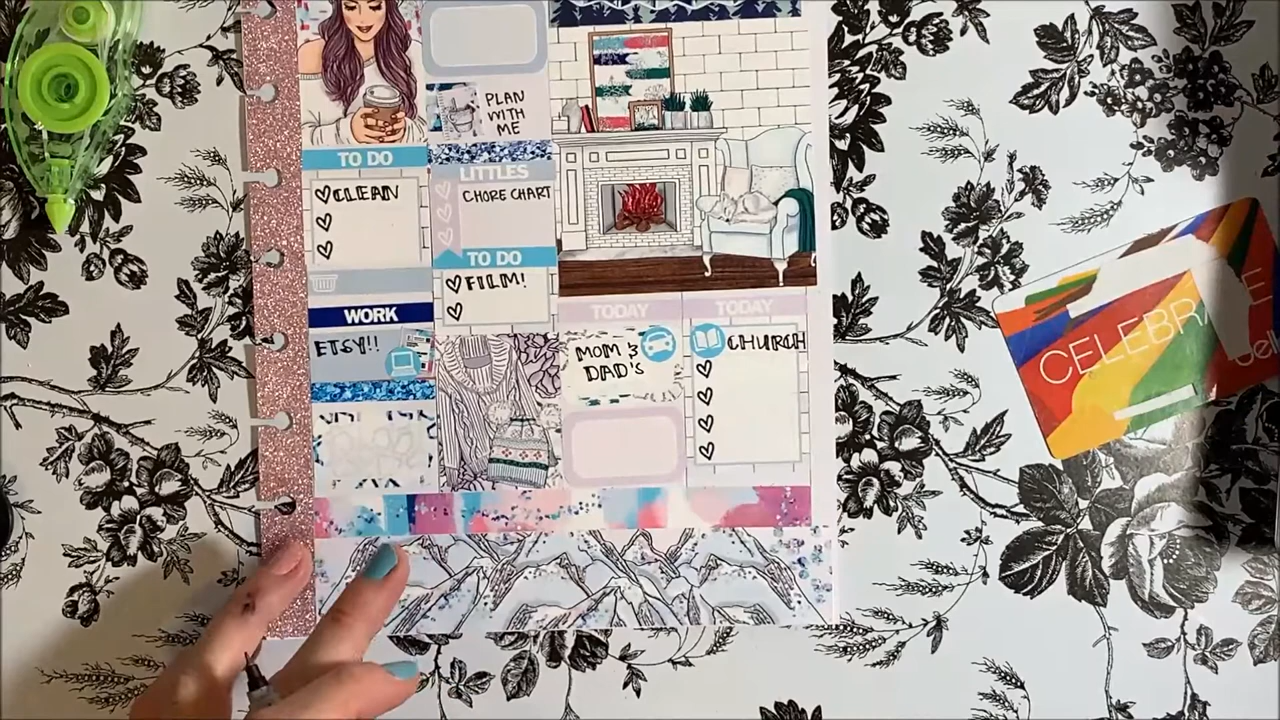 PLAN
WITH
ME
TO DO
CLEAN
LITTLES
CHORE CHART
TO DO
FILM!
WORK
ETSY!!
TODAY
MOM &
DAD'S
TODAY
CHURCH
CELEBR